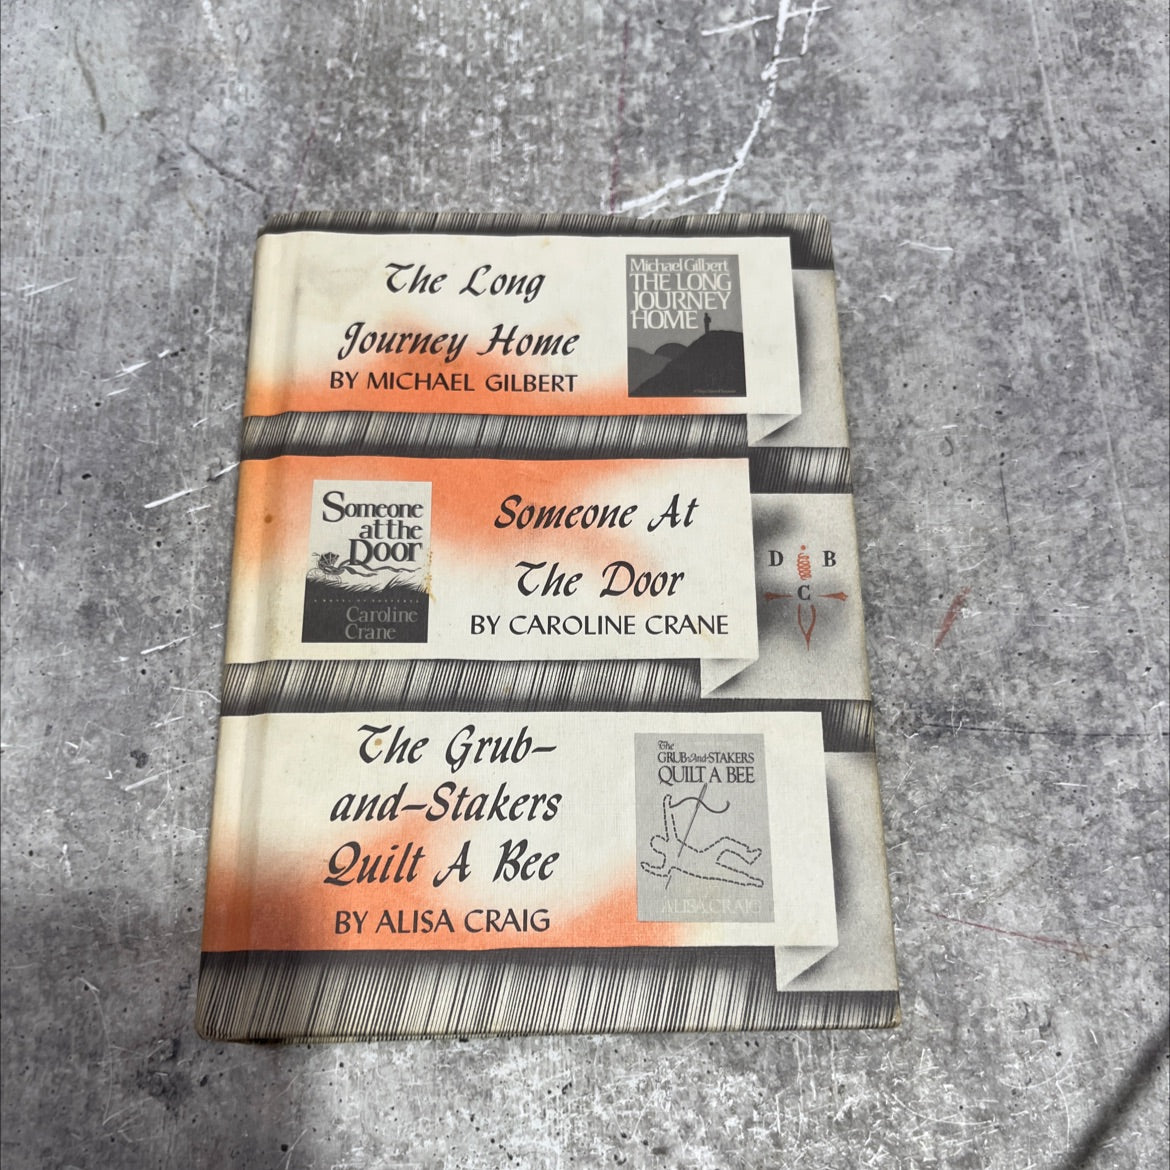 The Long
Journey Home
BY MICHAEL GILBERT
Michael Gilbert
THE LONG
JOURNEY
HOME
Someone
at the
Door
Caroline
Crane
Someone At
The Door
BY CAROLINE CRANE
D B
C
The Grub-
and-Stakers
Quilt A Bee
BY ALISA CRAIG
The
GRUB-And-STAKERS
QUILT A BEE
ALISA CRAIG